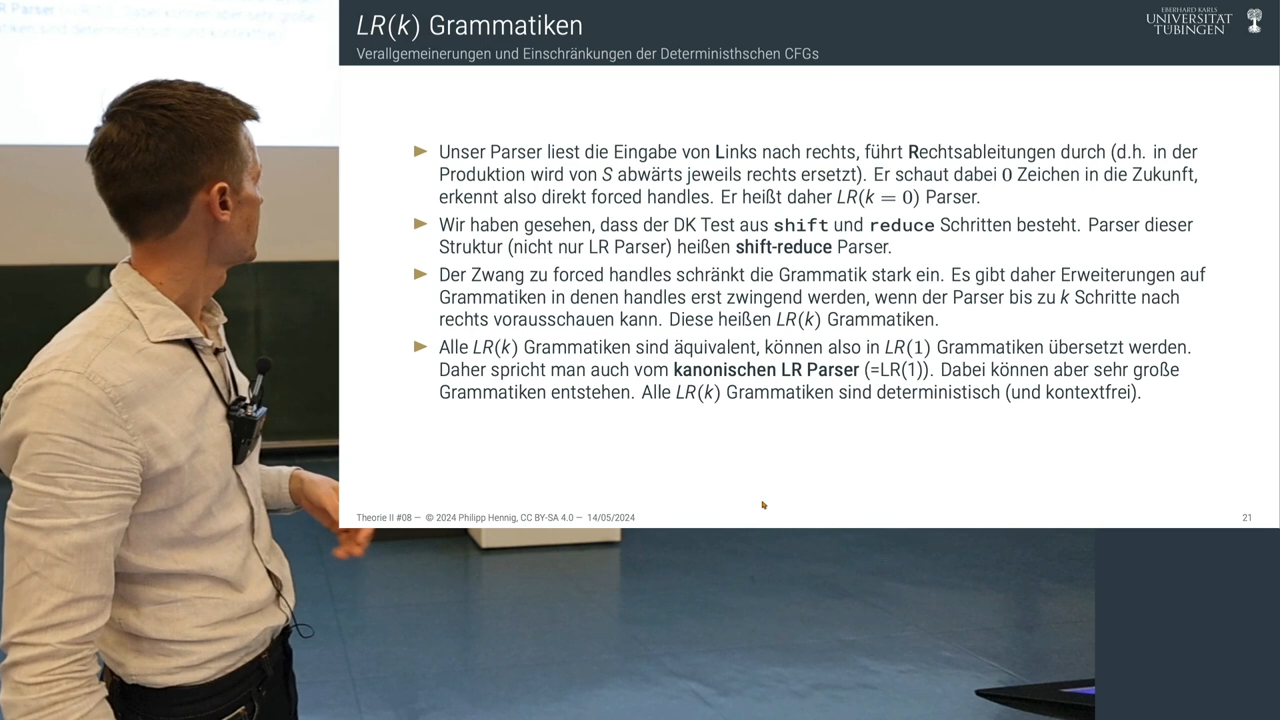 LR(k) Grammatiken
Verallgemeinerungen und Einschränkungen der Deterministhschen CFGs
EBERHARD KARLS
UNIVERSITÄT
TÜBINGEN
► Unser Parser liest die Eingabe von Links nach rechts, führt Rechtsableitungen durch (d.h. in der
Produktion wird von S abwärts jeweils rechts ersetzt). Er schaut dabei 0 Zeichen in die Zukunft,
erkennt also direkt forced handles. Er heißt daher LR(k = 0) Parser.
► Wir haben gesehen, dass der DK Test aus shift und reduce Schritten besteht. Parser dieser
Struktur (nicht nur LR Parser) heißen shift-reduce Parser.
► Der Zwang zu forced handles schränkt die Grammatik stark ein. Es gibt daher Erweiterungen auf
Grammatiken in denen handles erst zwingend werden, wenn der Parser bis zu k Schritte nach
rechts vorausschauen kann. Diese heißen LR(k) Grammatiken.
► Alle LR(k) Grammatiken sind äquivalent, können also in LR(1) Grammatiken übersetzt werden.
Daher spricht man auch vom kanonischen LR Parser (=LR(1)). Dabei können aber sehr große
Grammatiken entstehen. Alle LR(k) Grammatiken sind deterministisch (und kontextfrei).
Theorie II #08 — © 2024 Philipp Hennig, CC BY-SA 4.0 — 14/05/2024
21